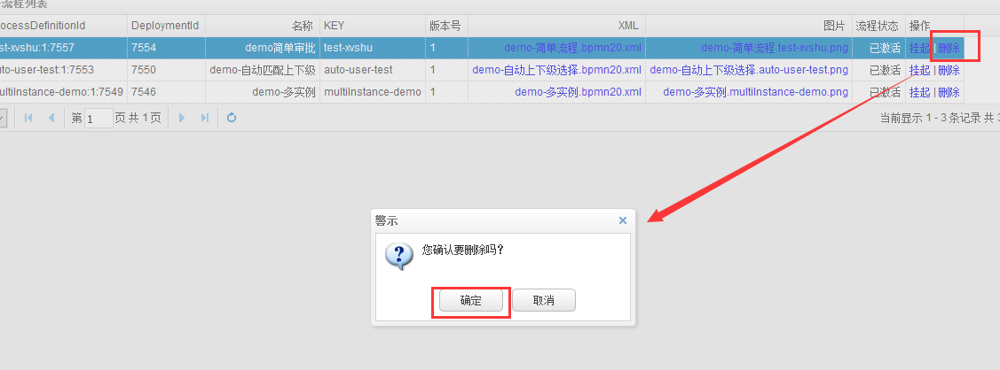 流程列表
rocessDefinitionId DeploymentId 名称 KEY 版本号 XML 图片 流程状态 操作
st-xvshu:1:7557 7554 demo简单审批 test-xvshu 1 demo-简单流程.bpmn20.xml demo-简单流程.test-xvshu.png 已激活 挂起 | 删除
uto-user-test:1:7553 7550 demo-自动匹配上下级 auto-user-test 1 demo-自动上下级选择.bpmn20.xml demo-自动上下级选择.auto-user-test.png 已激活 挂起 | 删除
ultiInstance-demo:1:7549 7546 demo-多实例 multiInstance-demo 1 demo-多实例.bpmn20.xml demo-多实例.multiInstance-demo.png 已激活 挂起 | 删除
第 1 页 共 1 页 当前显示 1 - 3 条记录 共 3
警示
您确认要删除吗?
确定 取消